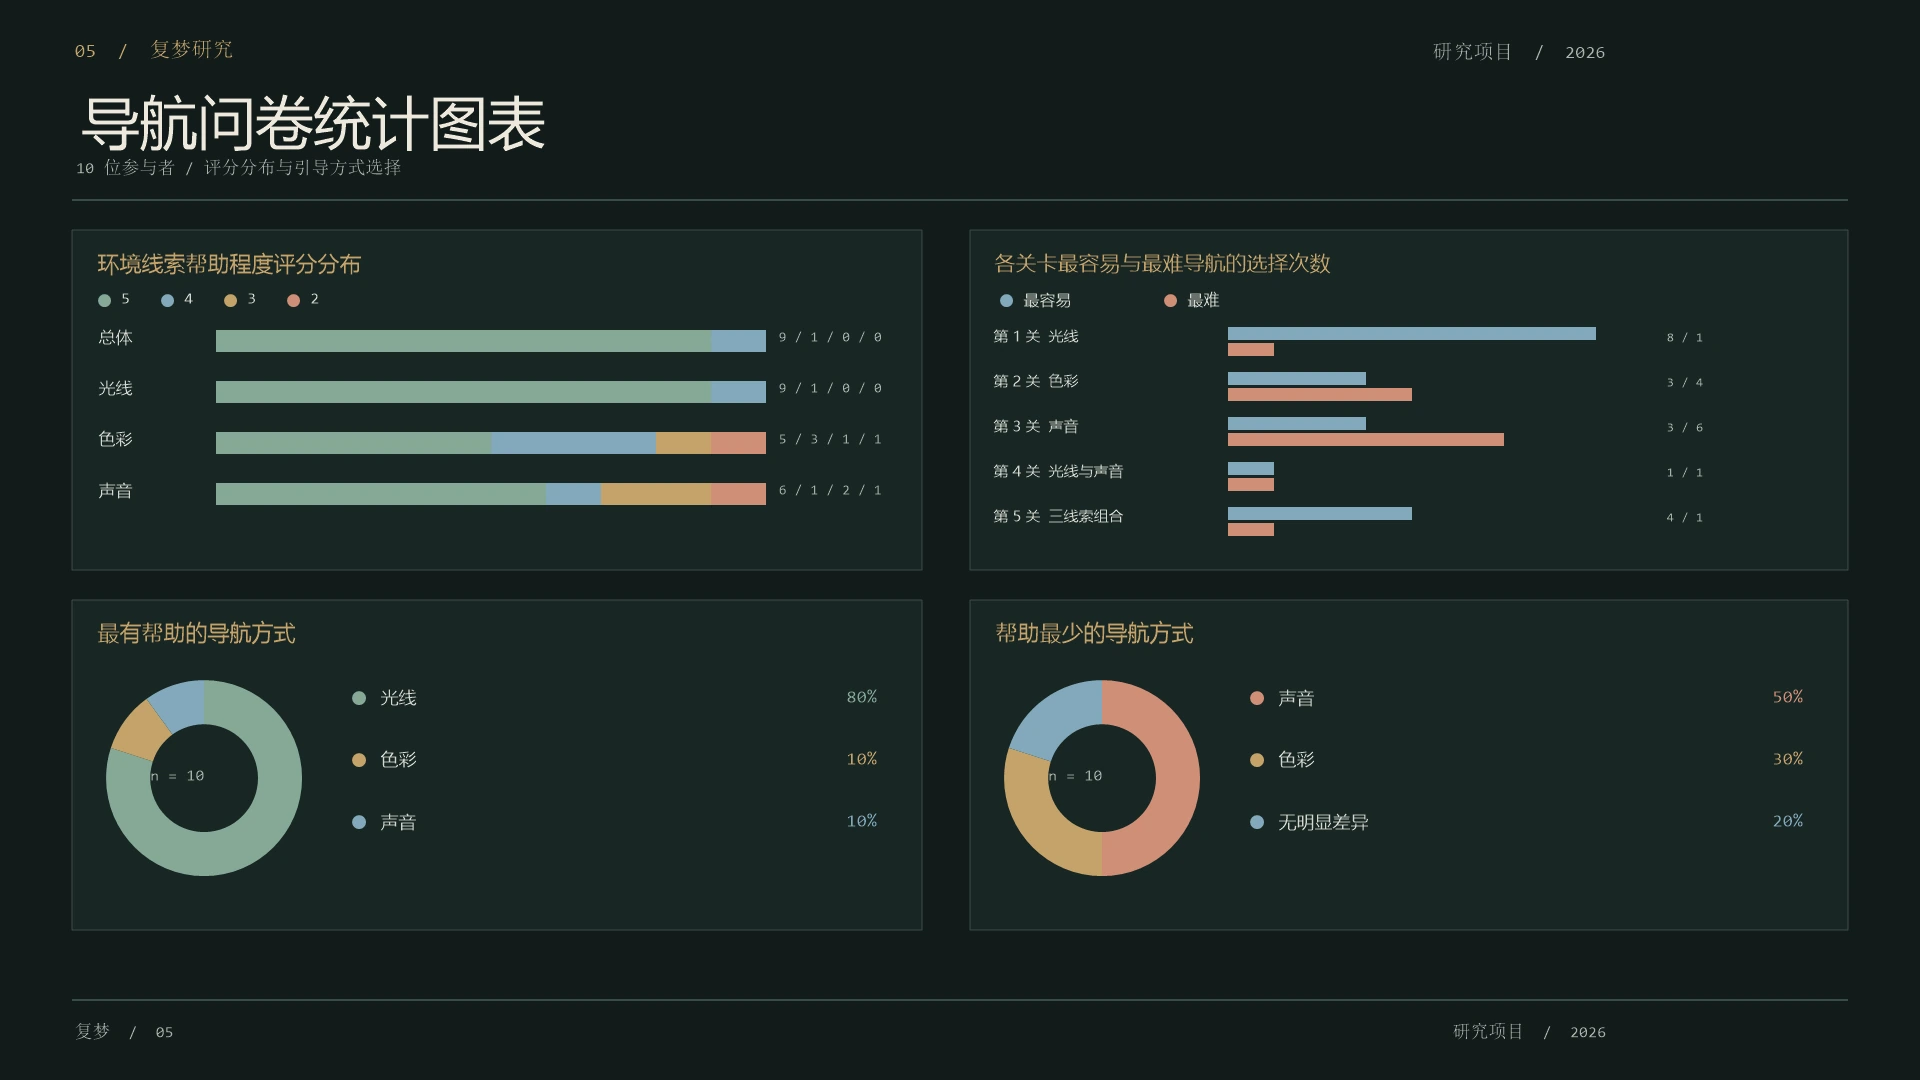 05 / 复梦研究
研究项目 / 2026
导航问卷统计图表
10 位参与者 / 评分分布与引导方式选择
环境线索帮助程度评分分布
5 4 3 2
总体 9 / 1 / 0 / 0
光线 9 / 1 / 0 / 0
色彩 5 / 3 / 1 / 1
声音 6 / 1 / 2 / 1
各关卡最容易与最难导航的选择次数
最容易 最难
第 1 关 光线 8 / 1
第 2 关 色彩 3 / 4
第 3 关 声音 3 / 6
第 4 关 光线与声音 1 / 1
第 5 关 三线索组合 4 / 1
最有帮助的导航方式
光线 80%
色彩 10%
n = 10
声音 10%
帮助最少的导航方式
声音 50%
色彩 30%
n = 10
无明显差异 20%
复梦 / 05
研究项目 / 2026